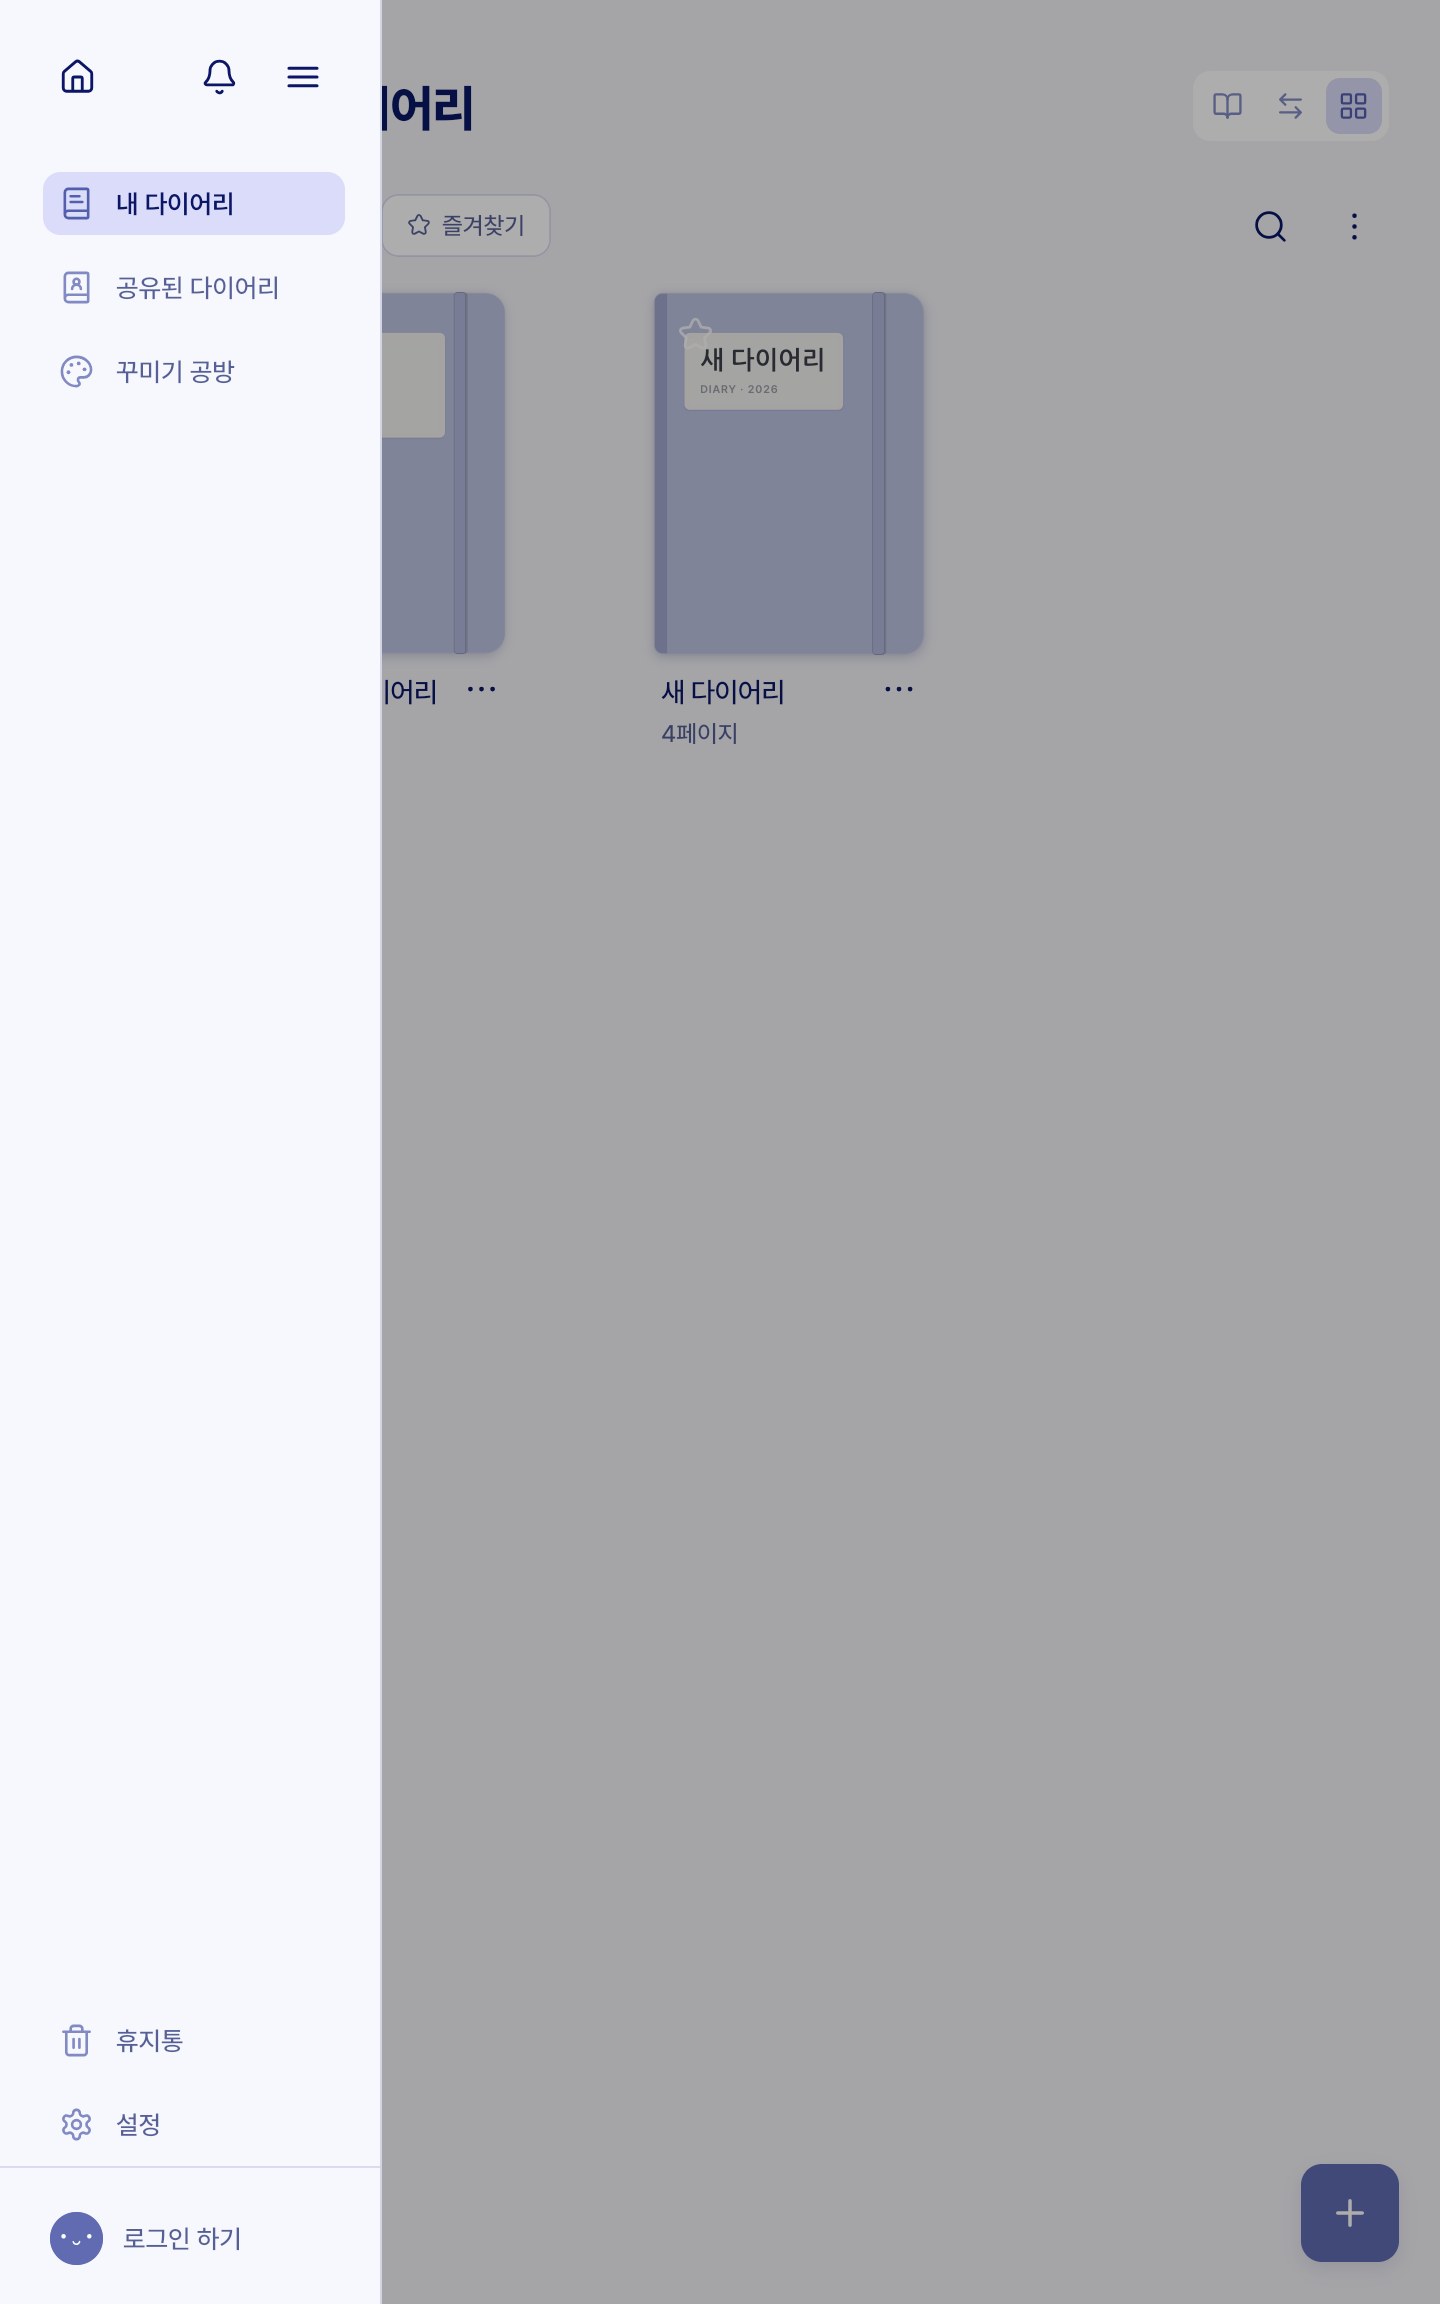 이어리
내 다이어리
공유된 다이어리
꾸미기 공방
즐겨찾기
새 다이어리
DIARY · 2026
이어리
새 다이어리
4페이지
휴지통
설정
로그인 하기